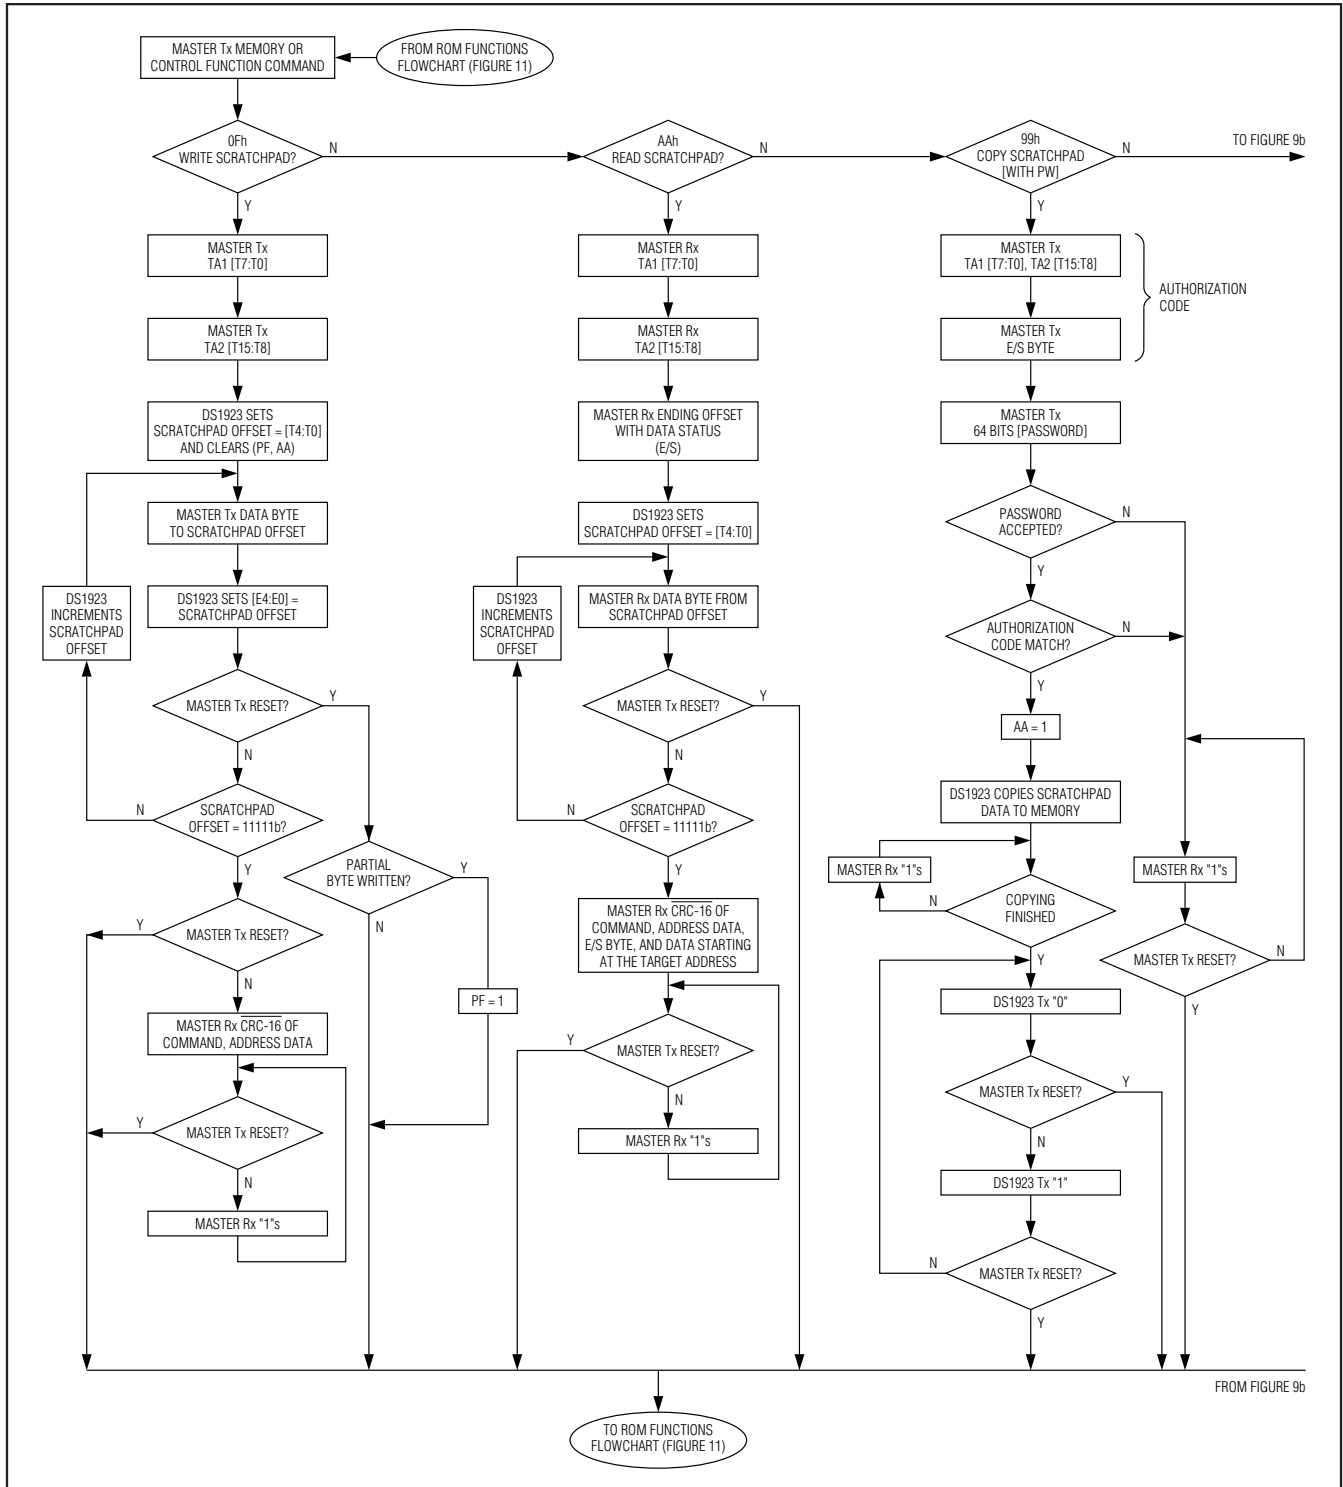 MASTER Tx MEMORY OR
CONTROL FUNCTION COMMAND
FROM ROM FUNCTIONS
FLOWCHART (FIGURE 11)
0Fh
WRITE SCRATCHPAD?
N
Y
AAh
READ SCRATCHPAD?
N
Y
99h
COPY SCRATCHPAD
[WITH PW]
N
Y
TO FIGURE 9b
MASTER Tx
TA1 [T7:T0]
MASTER Tx
TA2 [T15:T8]
DS1923 SETS
SCRATCHPAD OFFSET = [T4:T0]
AND CLEARS (PF, AA)
MASTER Tx DATA BYTE
TO SCRATCHPAD OFFSET
DS1923
INCREMENTS
SCRATCHPAD
OFFSET
DS1923 SETS [E4:E0] =
SCRATCHPAD OFFSET
MASTER Tx RESET?
Y
N
SCRATCHPAD
OFFSET = 11111b?
N
Y
PARTIAL
BYTE WRITTEN?
Y
N
PF = 1
MASTER Tx RESET?
Y
N
MASTER Rx CRC-16 OF
COMMAND, ADDRESS DATA
MASTER Tx RESET?
Y
N
MASTER Rx "1"s
MASTER Rx
TA1 [T7:T0]
MASTER Rx
TA2 [T15:T8]
MASTER Rx ENDING OFFSET
WITH DATA STATUS
(E/S)
DS1923 SETS
SCRATCHPAD OFFSET = [T4:T0]
DS1923
INCREMENTS
SCRATCHPAD
OFFSET
MASTER Rx DATA BYTE FROM
SCRATCHPAD OFFSET
MASTER Tx RESET?
Y
N
SCRATCHPAD
OFFSET = 11111b?
N
Y
MASTER Rx CRC-16 OF
COMMAND, ADDRESS DATA,
E/S BYTE, AND DATA STARTING
AT THE TARGET ADDRESS
MASTER Tx RESET?
Y
N
MASTER Rx "1"s
MASTER Tx
TA1 [T7:T0], TA2 [T15:T8]
AUTHORIZATION
CODE
MASTER Tx
E/S BYTE
MASTER Tx
64 BITS [PASSWORD]
PASSWORD
ACCEPTED?
N
Y
AUTHORIZATION
CODE MATCH?
N
Y
AA = 1
DS1923 COPIES SCRATCHPAD
DATA TO MEMORY
MASTER Rx "1"s
COPYING
FINISHED
N
Y
MASTER Rx "1"s
MASTER Tx RESET?
N
Y
DS1923 Tx "0"
MASTER Tx RESET?
Y
N
DS1923 Tx "1"
MASTER Tx RESET?
N
Y
FROM FIGURE 9b
TO ROM FUNCTIONS
FLOWCHART (FIGURE 11)